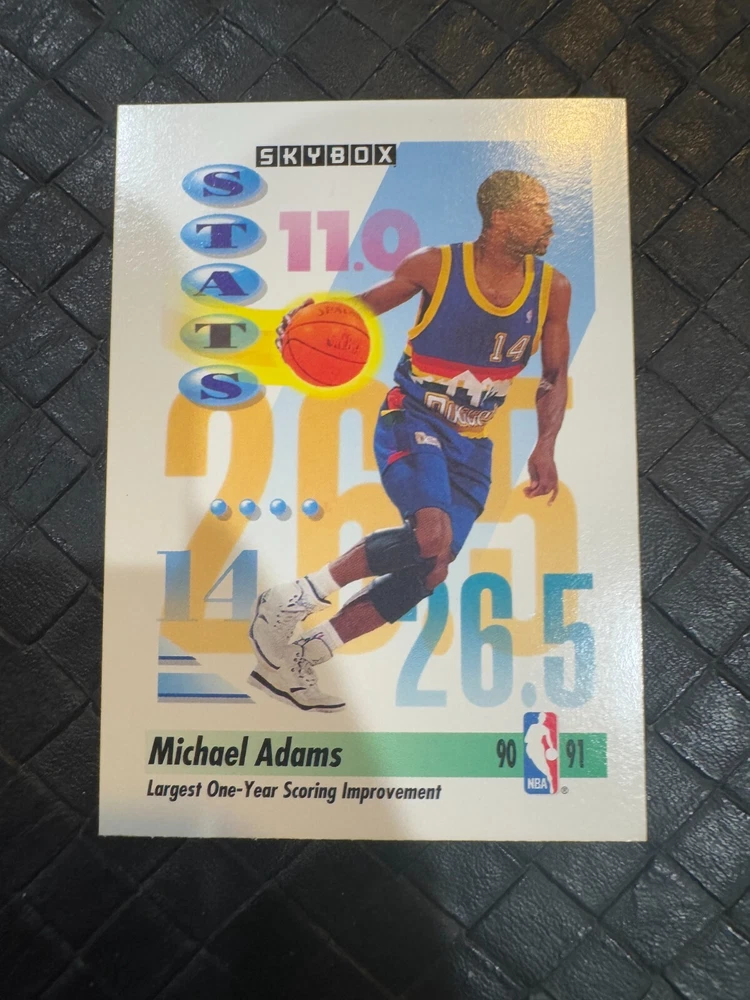 SKYBOX
STATS
11.0
SPALDING
14
26.5
14
26.5
Michael Adams
90 NBA 91
®
Largest One-Year Scoring Improvement